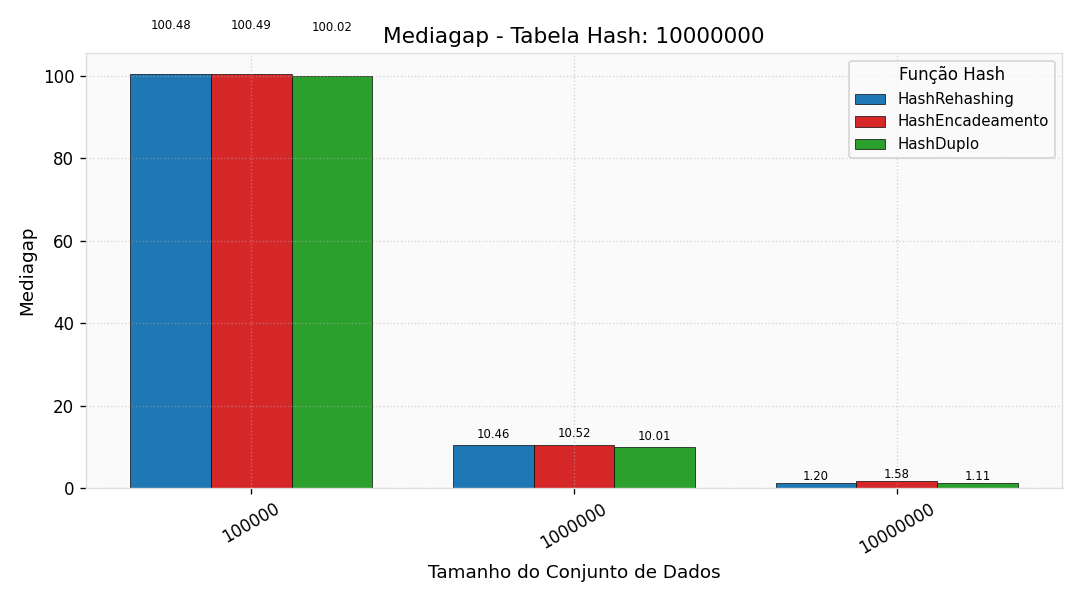 100.48 100.49 100.02
Mediagap - Tabela Hash: 10000000
Função Hash
HashRehashing
HashEncadeamento
HashDuplo
Mediagap
100
80
60
40
20
0
10.46 10.52 10.01
1.20 1.58 1.11
100000 1000000 10000000
Tamanho do Conjunto de Dados